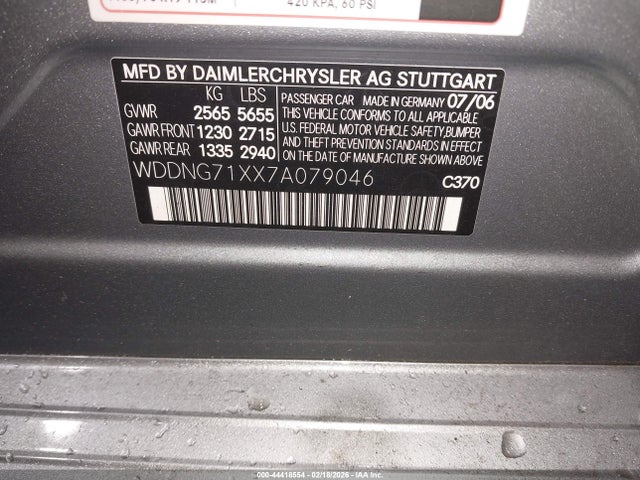 420 KPA, 60 PSI
MFD BY DAIMLERCHRYSLER AG STUTTGART
KG LBS
GVWR 2565 5655
GAWR FRONT 1230 2715
GAWR REAR 1335 2940
PASSENGER CAR MADE IN GERMANY 07/06
THIS VEHICLE CONFORMS TO ALL APPLICABLE
U.S. FEDERAL MOTOR VEHICLE SAFETY, BUMPER
AND THEFT PREVENTION STANDARDS IN EFFECT
ON THE DATE OF MANUFACTURE SHOWN ABOVE.
WDDNG71XX7A079046
C370
000-44418554 - 02/18/2026 - IAA, Inc.